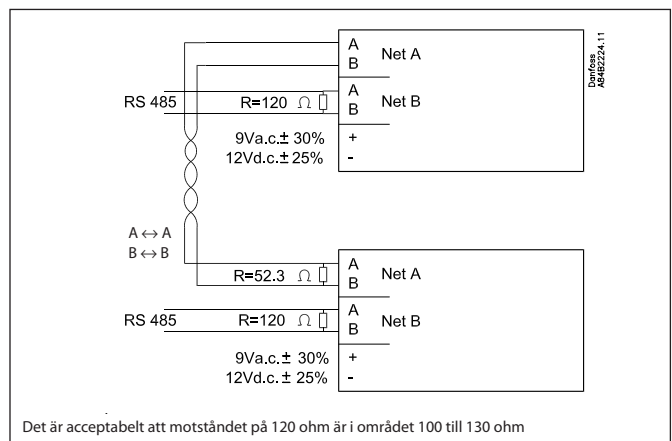 A
B
Net A
Danfoss
A84B2224.11
A
B
Net B
RS 485
R=120 Ω
9Va.c.± 30%
12Vd.c.± 25%
+
-
A ↔ A
B ↔ B
R=52.3 Ω
A
B
Net A
RS 485
R=120 Ω
A
B
Net B
9Va.c.± 30%
12Vd.c.± 25%
+
-
Det är acceptabelt att motståndet på 120 ohm är i området 100 till 130 ohm